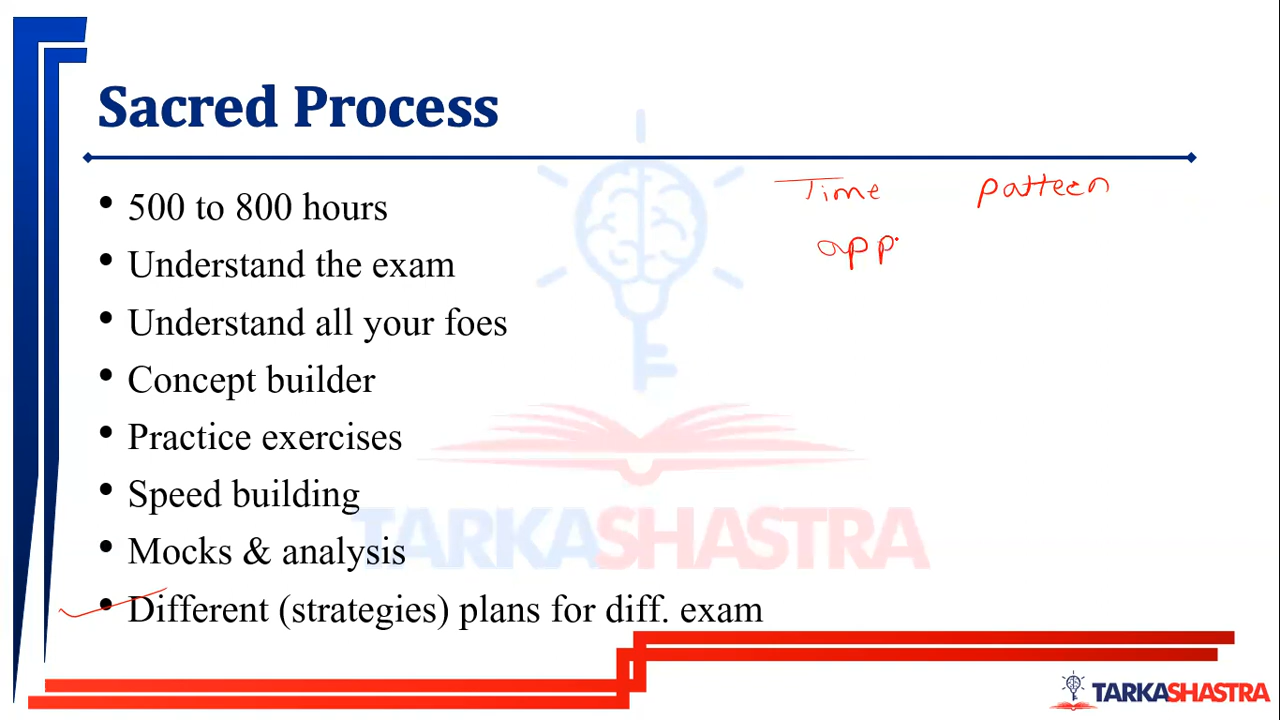 Sacred Process
• 500 to 800 hours
Time pattern
• Understand the exam
app
• Understand all your foes
• Concept builder
• Practice exercises
• Speed building
• Mocks & analysis
• Different (strategies) plans for diff. exam
TARKASHASTRA
TARKASHASTRA